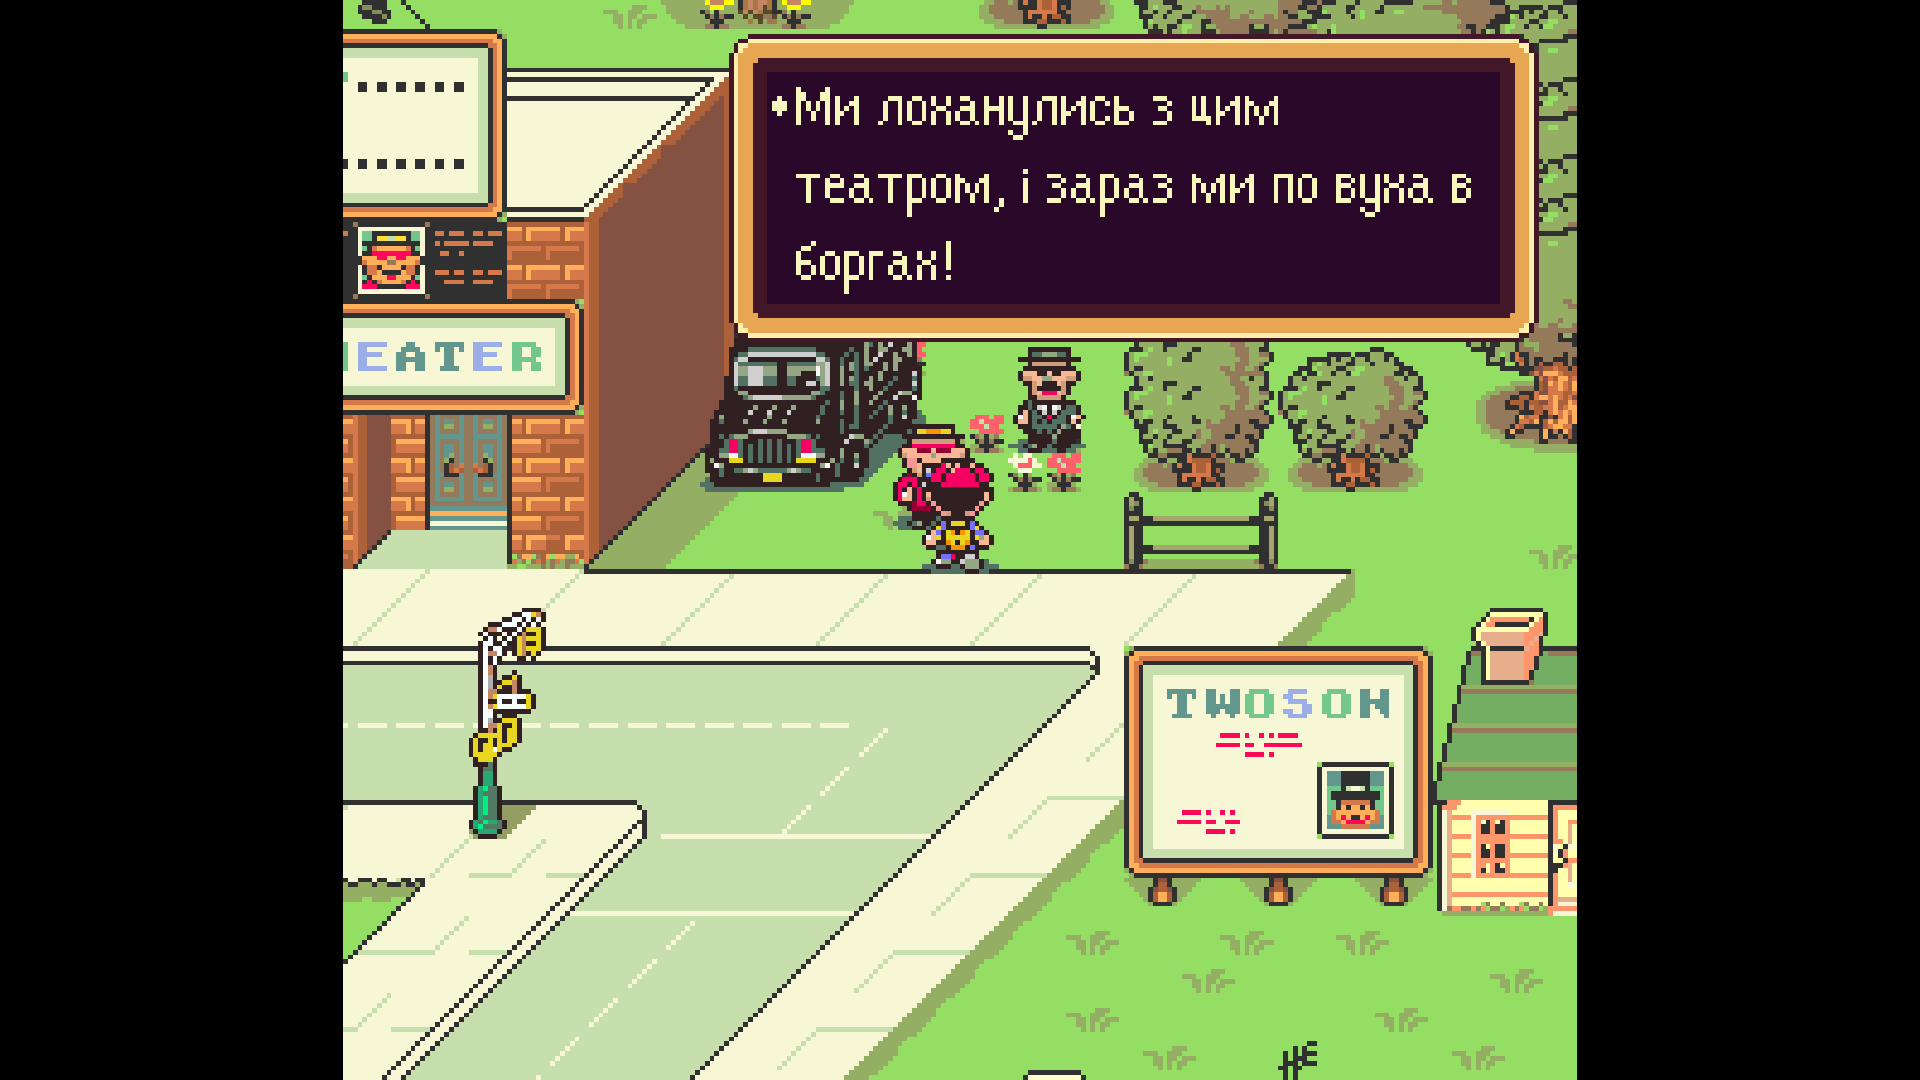 •Ми лоханулись з цим
театром, і зараз ми по вуха в
боргах!
EATER
TWOSON